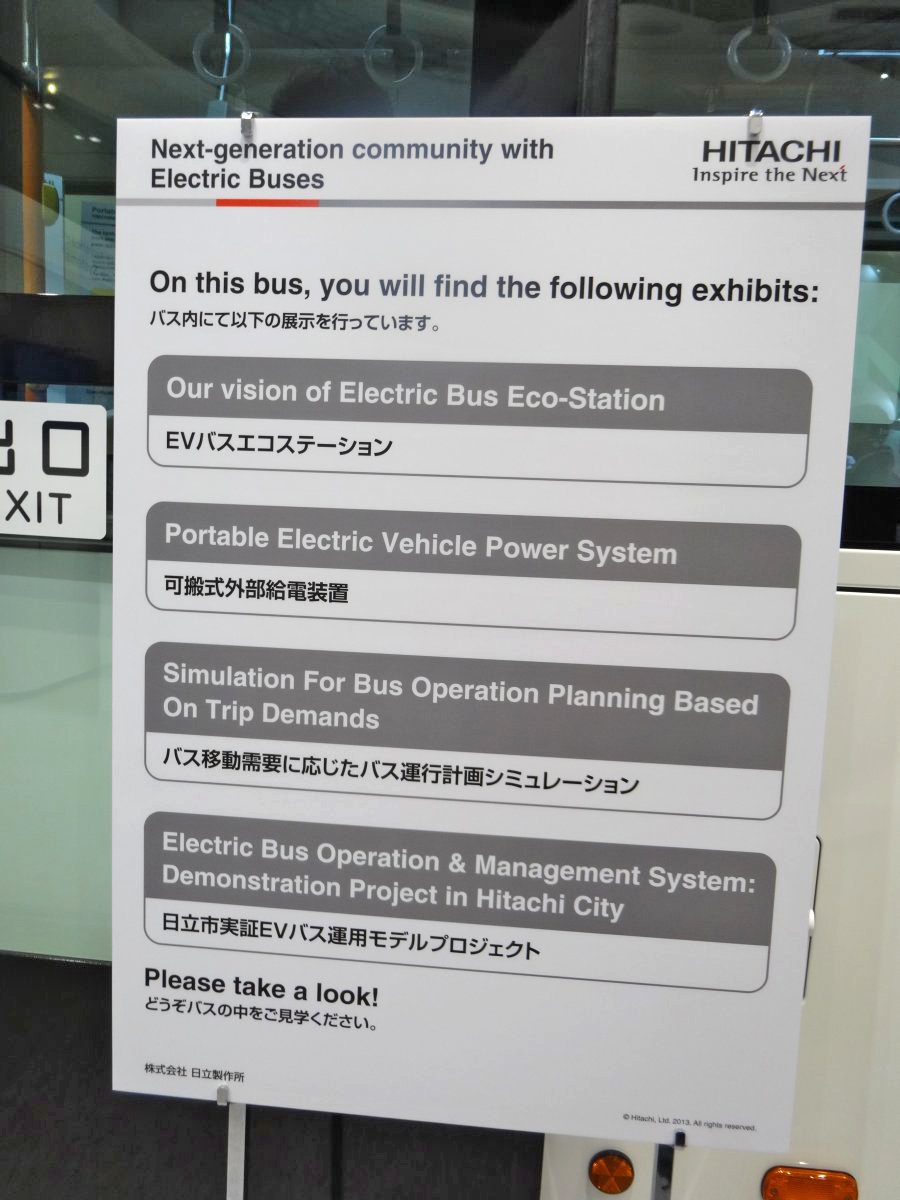 Next-generation community with
Electric Buses
HITACHI
Inspire the Next
On this bus, you will find the following exhibits:
バス内にて以下の展示を行っています。
Our vision of Electric Bus Eco-Station
EVバスエコステーション
Portable Electric Vehicle Power System
可搬式外部給電装置
Simulation For Bus Operation Planning Based
On Trip Demands
バス移動需要に応じたバス運行計画シミュレーション
Electric Bus Operation & Management System:
Demonstration Project in Hitachi City
日立市実証EVバス運用モデルプロジェクト
Please take a look!
どうぞバスの中をご見学ください。
株式会社 日立製作所
© Hitachi, Ltd. 2013. All rights reserved.
口
XIT